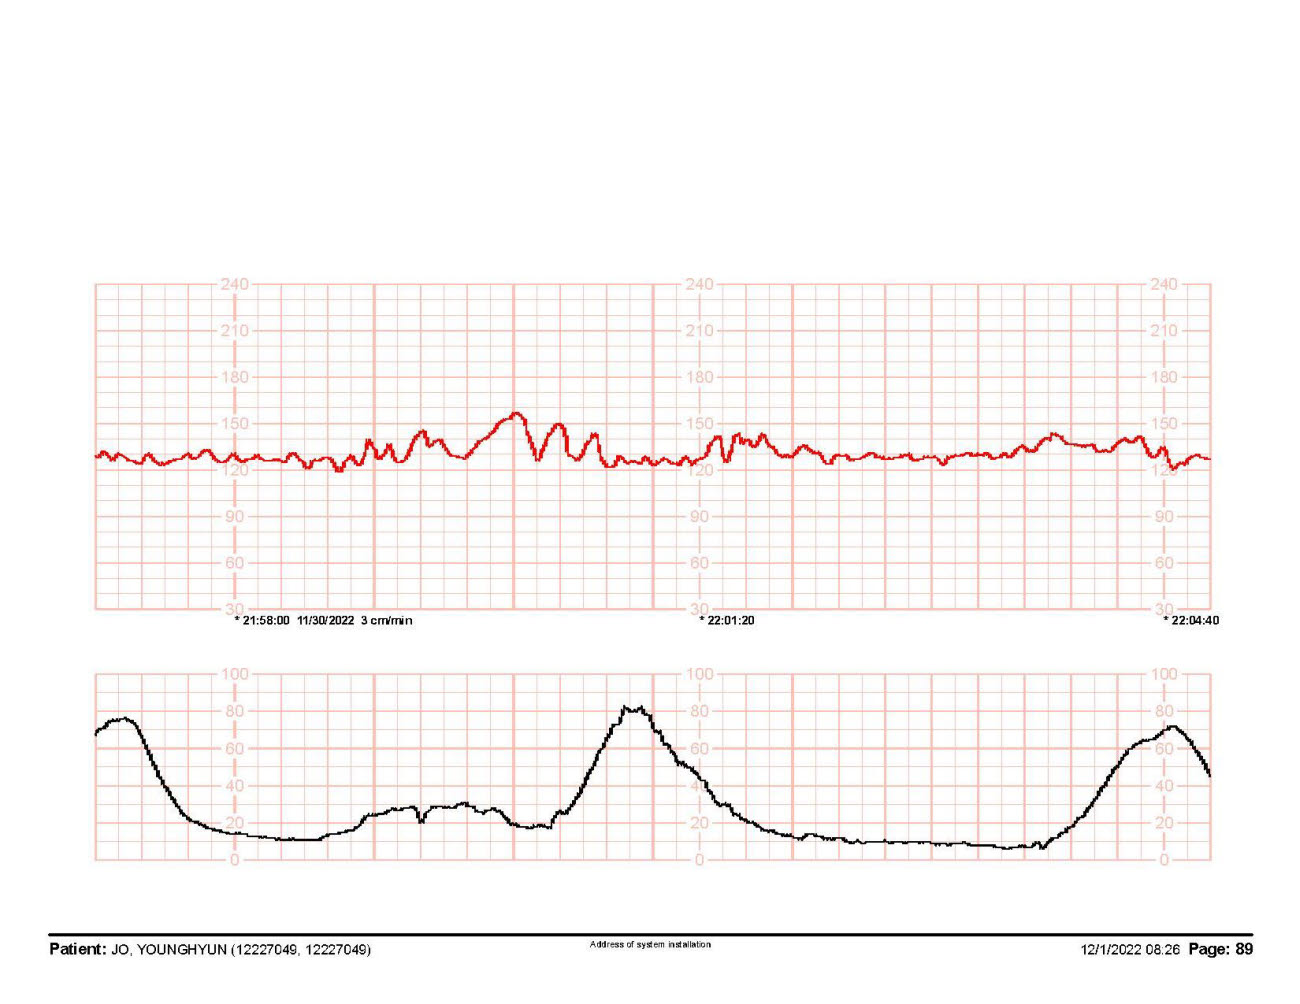 240 240 240
210 210 210
180 180 180
150 150 150
120 120 120
90 90 90
60 60 60
30 30 30
* 21:58:00 11/30/2022 3 cm/min * 22:01:20 * 22:04:40
100 100 100
80 80 80
60 60 60
40 40 40
20 20 20
0 0 0
Patient: JO, YOUNGHYUN (12227049, 12227049) Address of system installation 12/1/2022 08:26 Page: 89